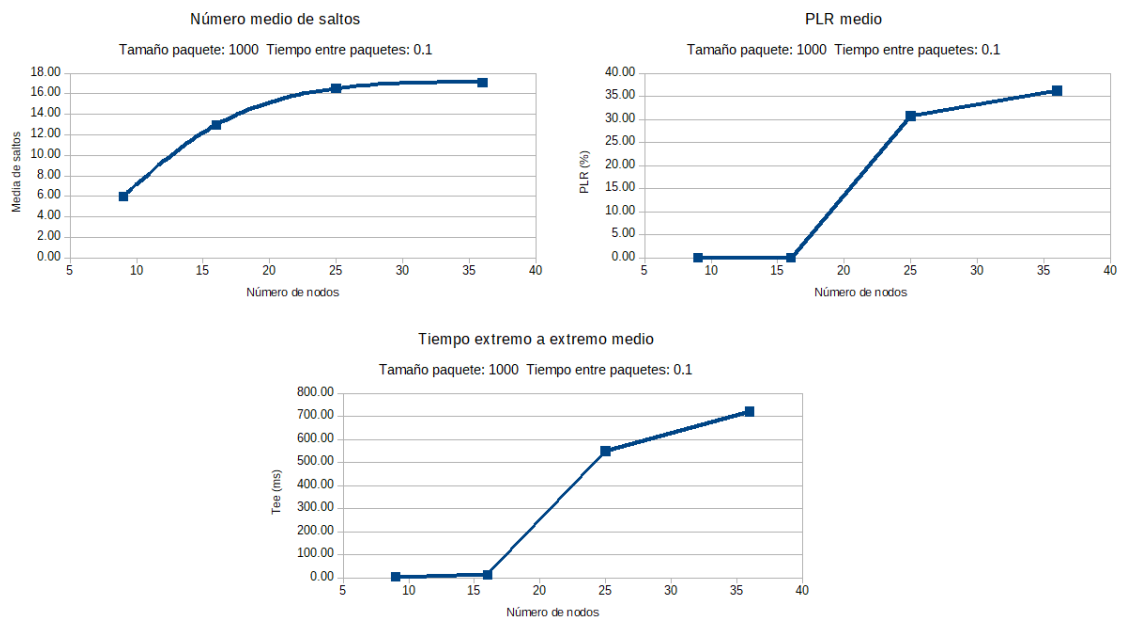 Número medio de saltos
Tamaño paquete: 1000 Tiempo entre paquetes: 0.1
18.00
16.00
14.00
12.00
10.00
8.00
6.00
4.00
2.00
0.00
Media de saltos
5 10 15 20 25 30 35 40
Número de nodos
PLR medio
Tamaño paquete: 1000 Tiempo entre paquetes: 0.1
40.00
35.00
30.00
25.00
20.00
15.00
10.00
5.00
0.00
PLR (%)
5 10 15 20 25 30 35 40
Número de nodos
Tiempo extremo a extremo medio
Tamaño paquete: 1000 Tiempo entre paquetes: 0.1
800.00
700.00
600.00
500.00
400.00
300.00
200.00
100.00
0.00
Tee (ms)
5 10 15 20 25 30 35 40
Número de nodos